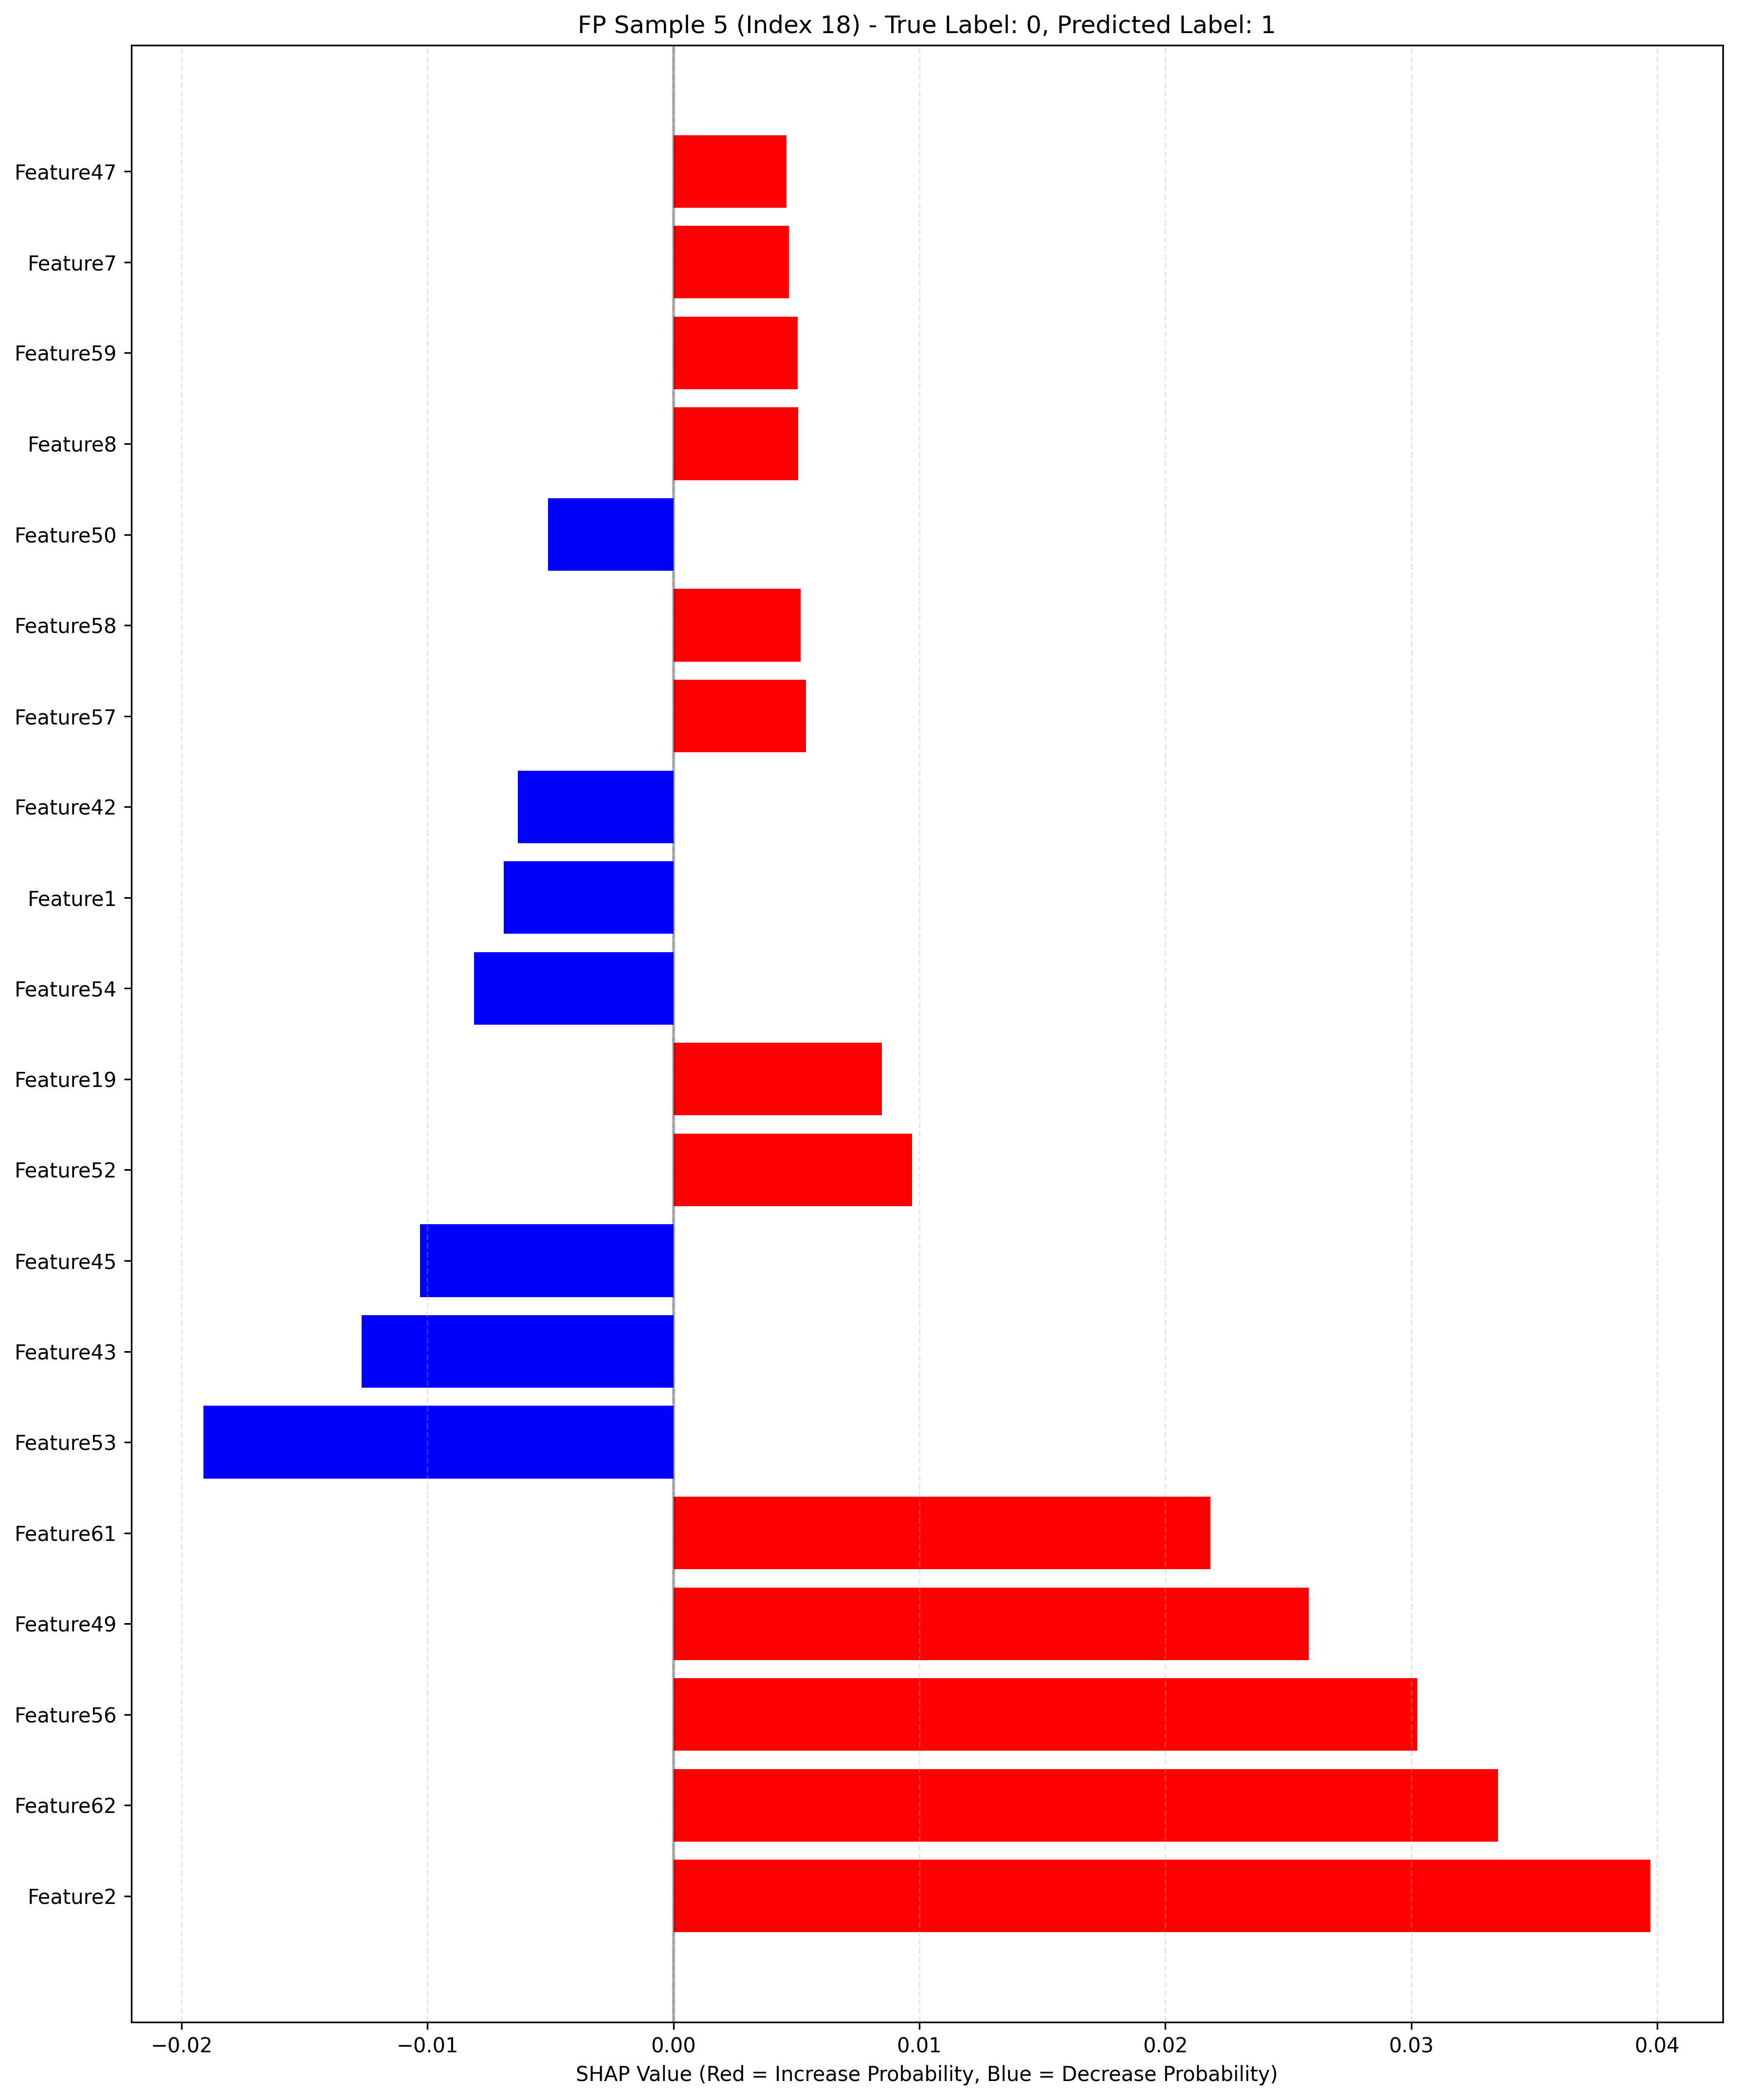 FP Sample 5 (Index 18) - True Label: 0, Predicted Label: 1
Feature47
Feature7
Feature59
Feature8
Feature50
Feature58
Feature57
Feature42
Feature1
Feature54
Feature19
Feature52
Feature45
Feature43
Feature53
Feature61
Feature49
Feature56
Feature62
Feature2
−0.02 −0.01 0.00 0.01 0.02 0.03 0.04
SHAP Value (Red = Increase Probability, Blue = Decrease Probability)